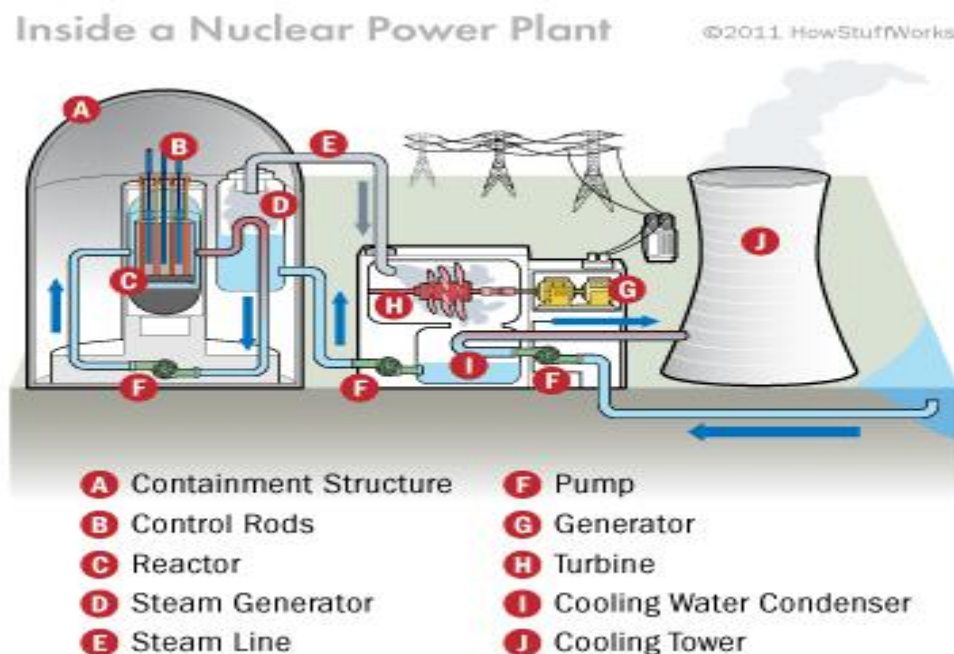 Inside a Nuclear Power Plant
©2011 HowStuffWorks
A
B
E
D
J
C
H
G
I
F
F
F
A Containment Structure
B Control Rods
C Reactor
D Steam Generator
E Steam Line
F Pump
G Generator
H Turbine
I Cooling Water Condenser
J Cooling Tower